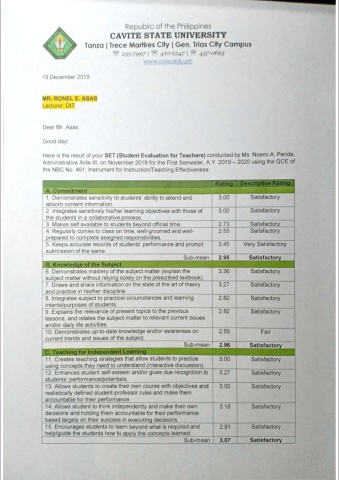 Republic of the Philippines
CAVITE STATE UNIVERSITY
Tanza | Trece Martires City | Gen. Trias City Campus
www.cvsu.edu.ph
19 December 2019
MR. RONEL E. ASAS
Lecturer, DIT
Dear Mr. Asas:
Good day!
Here is the result of your SET (Student Evaluation for Teachers) conducted by Ms. Noemi A. Perida,
Administrative Aide III, on November 2019 for the First Semester, A.Y. 2019 – 2020 using the QCE of
the NBC No. 461: Instrument for Instruction/Teaching Effectiveness:
Rating Descriptive Rating
A. Commitment
1. Demonstrates sensitivity to students' ability to attend and 3.00 Satisfactory
absorb content information.
2. Integrates sensitively his/her learning objectives with those of 3.00 Satisfactory
the students in a collaborative process.
3. Makes self available to students beyond official time. 2.73 Satisfactory
4. Regularly comes to class on time, well-groomed and well- 2.55 Satisfactory
prepared to complete assigned responsibilities.
5. Keeps accurate records of students' performance and prompt 3.45 Very Satisfactory
submission of the same.
Sub-mean 2.95 Satisfactory
B. Knowledge of the Subject
6. Demonstrates mastery of the subject matter (explain the 3.36 Satisfactory
subject matter without relying solely on the prescribed textbook).
7. Draws and share information on the state of the art of theory 3.27 Satisfactory
and practice in his/her discipline.
8. Integrates subject to practical circumstances and learning 2.82 Satisfactory
intents/purposes of students.
9. Explains the relevance of present topics to the previous 2.82 Satisfactory
lessons, and relates the subject matter to relevant current issues
and/or daily life activities.
10. Demonstrates up-to-date knowledge and/or awareness on 2.55 Fair
current trends and issues of the subject.
Sub-mean 2.96 Satisfactory
C. Teaching for Independent Learning
11. Creates teaching strategies that allow students to practice 3.00 Satisfactory
using concepts they need to understand (interactive discussion).
12. Enhances student self-esteem and/or gives due recognition to 3.27 Satisfactory
students' performance/potentials.
13. Allows students to create their own course with objectives and 3.00 Satisfactory
realistically defined student-professor rules and make them
accountable for their performance.
14. Allows student to think independently and make their own 3.18 Satisfactory
decisions and holding them accountable for their performance
based largely on their success in executing decisions.
15. Encourages students to learn beyond what is required and 2.91 Satisfactory
help/guide the students how to apply the concepts learned.
Sub-mean 3.07 Satisfactory